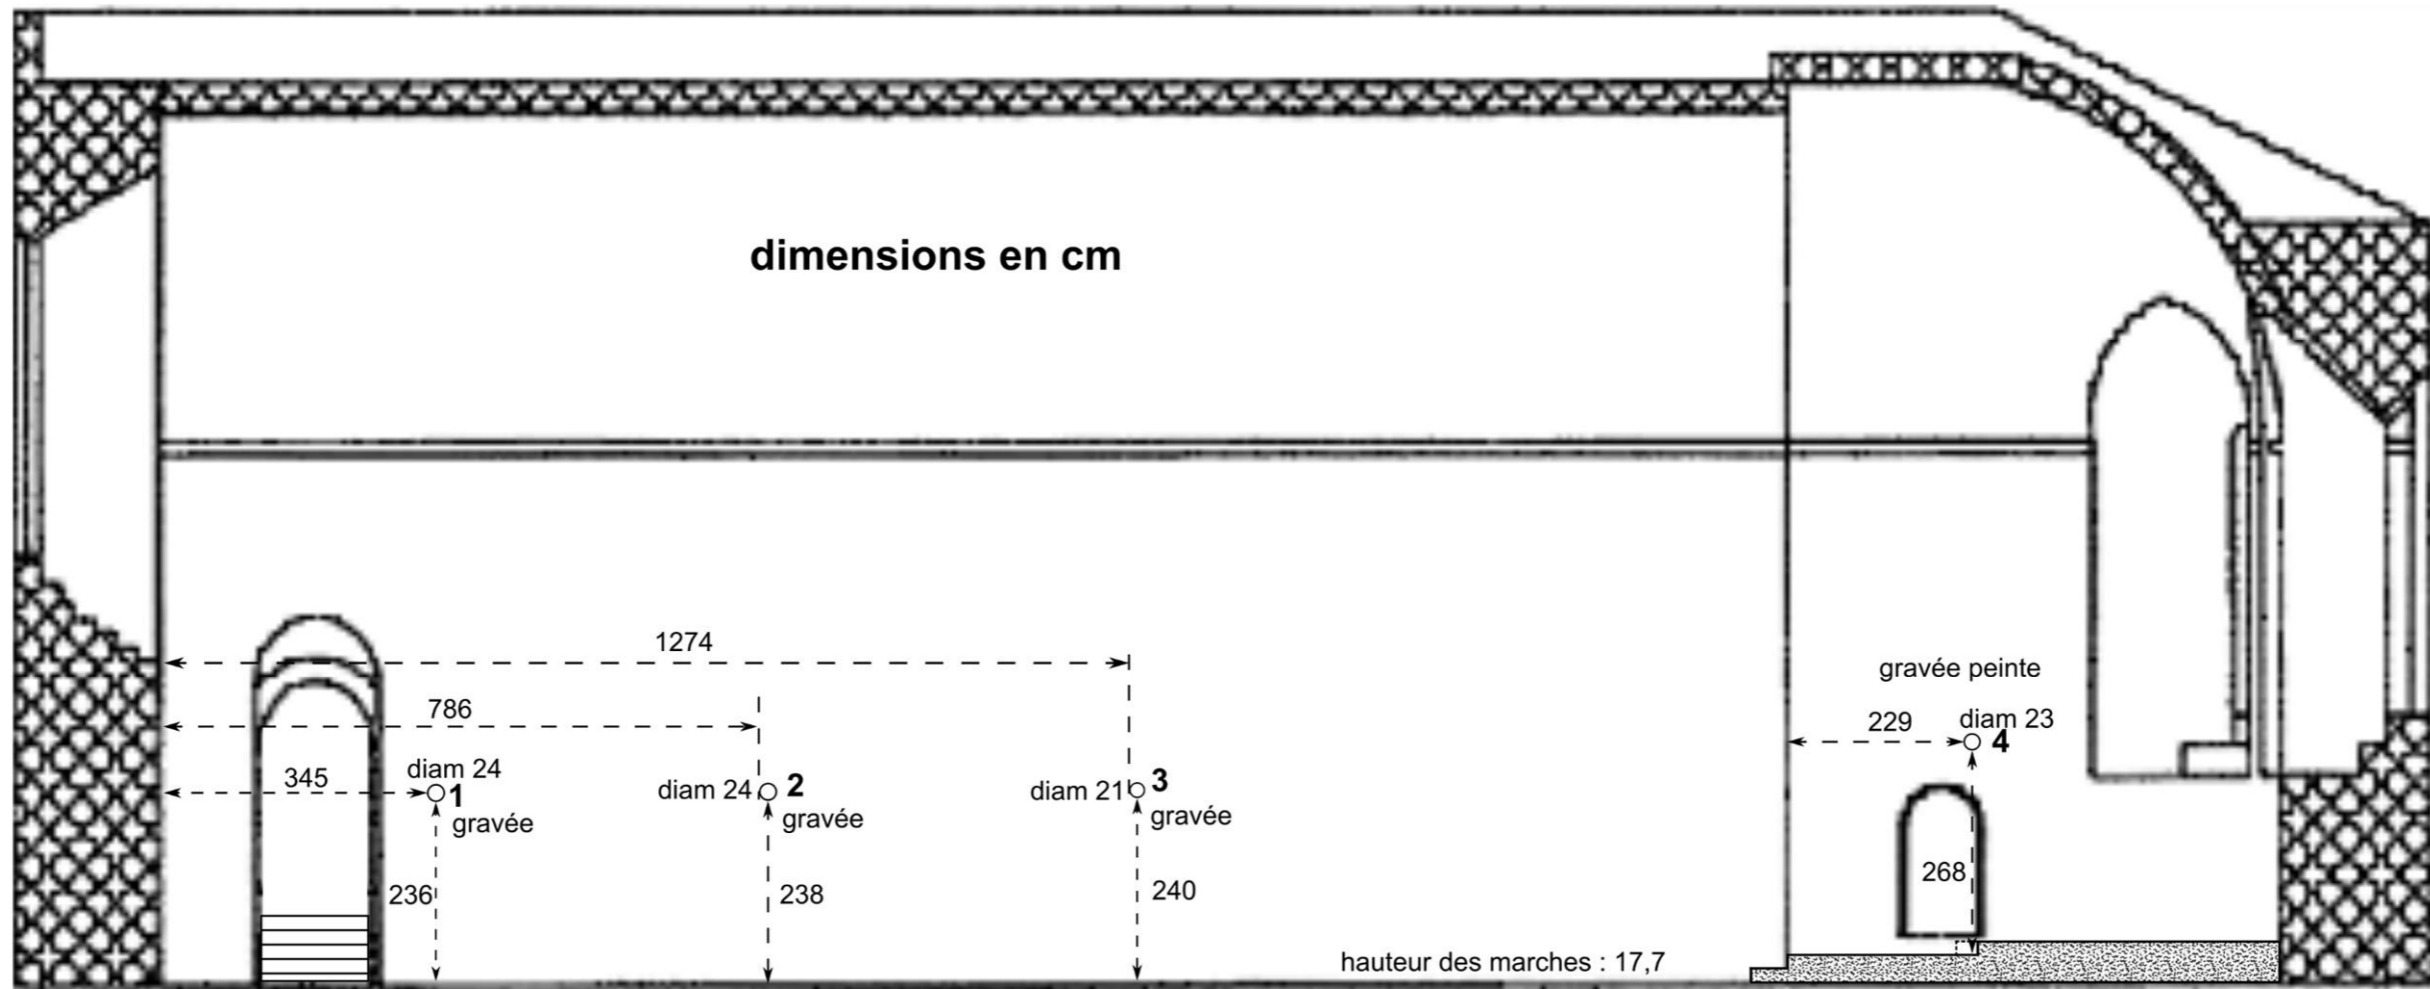 dimensions en cm
1274
gravée peinte
786
229
diam 23
4
345
diam 24
1
gravée
diam 24
2
gravée
diam 21
3
gravée
236
238
240
268
hauteur des marches : 17,7